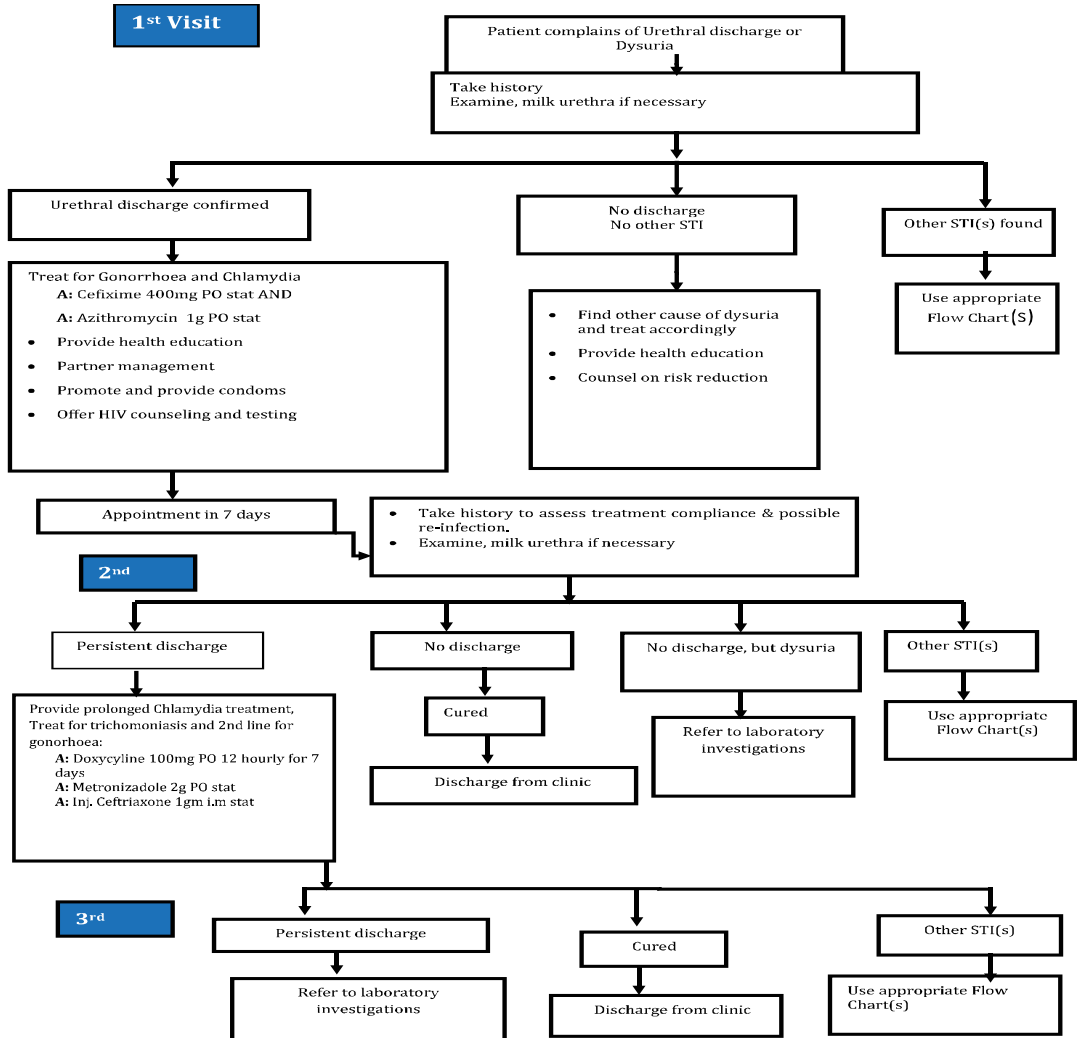 1st Visit
Patient complains of Urethral discharge or
Dysuria
Take history
Examine, milk urethra if necessary
Urethral discharge confirmed
No discharge
No other STI
Other STI(s) found
Treat for Gonorrhoea and Chlamydia
A: Cefixime 400mg PO stat AND
A: Azithromycin 1g PO stat
• Provide health education
• Partner management
• Promote and provide condoms
• Offer HIV counseling and testing
• Find other cause of dysuria
and treat accordingly
• Provide health education
• Counsel on risk reduction
Use appropriate
Flow Chart(s)
Appointment in 7 days
• Take history to assess treatment compliance & possible
re-infection.
• Examine, milk urethra if necessary
2nd
Persistent discharge
No discharge
No discharge, but dysuria
Other STI(s)
Provide prolonged Chlamydia treatment,
Treat for trichomoniasis and 2nd line for
gonorhoea:
A: Doxycyline 100mg PO 12 hourly for 7
days
A: Metronizadole 2g PO stat
A: Inj. Ceftriaxone 1gm i.m stat
Cured
Discharge from clinic
Refer to laboratory
investigations
Use appropriate
Flow Chart(s)
3rd
Persistent discharge
Cured
Other STI(s)
Refer to laboratory
investigations
Discharge from clinic
Use appropriate Flow
Chart(s)